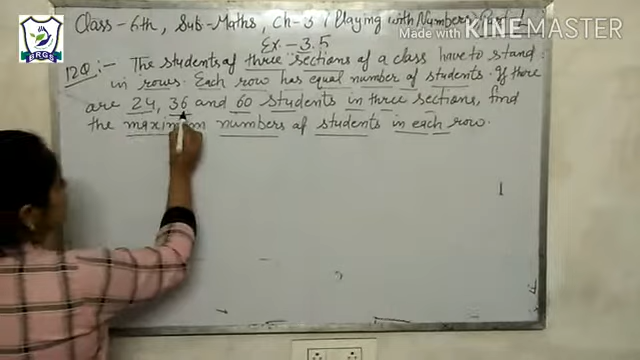 Class-6th, Sub-Maths, Ch-3 (Playing with Numbers)
Made with KINEMASTER
Ex-3.5
BRGS
12Q:- The students of three sections of a class have to stand
in rows. Each row has equal number of students. If there
are 24, 36 and 60 students in three sections, find
the maximum numbers of students in each row.